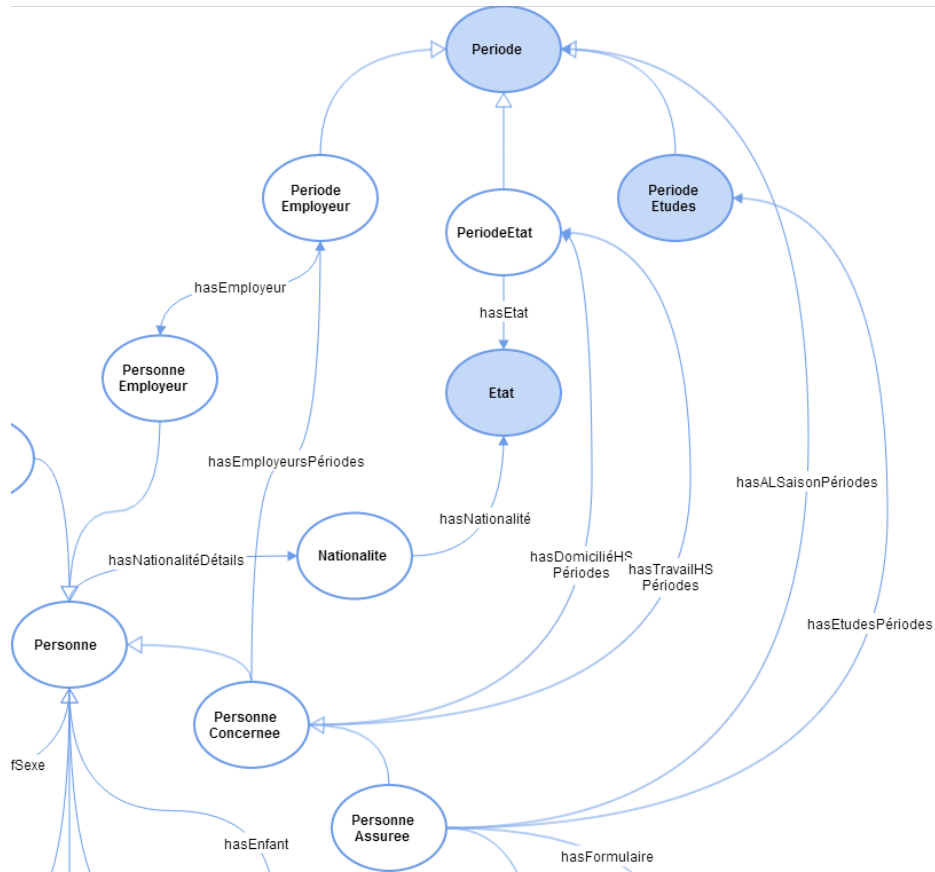 Periode
Periode
Employeur
Periode
Etudes
PeriodeEtat
hasEmployeur
hasEtat
Personne
Employeur
Etat
hasEmployeursPériodes
hasALSaisonPériodes
hasNationalité
hasNationalitéDétails
Nationalite
hasDomiciliéHS
Périodes
hasTravailHS
Périodes
hasEtudesPériodes
Personne
Personne
Concernee
fSexe
Personne
Assuree
hasEnfant
hasFormulaire